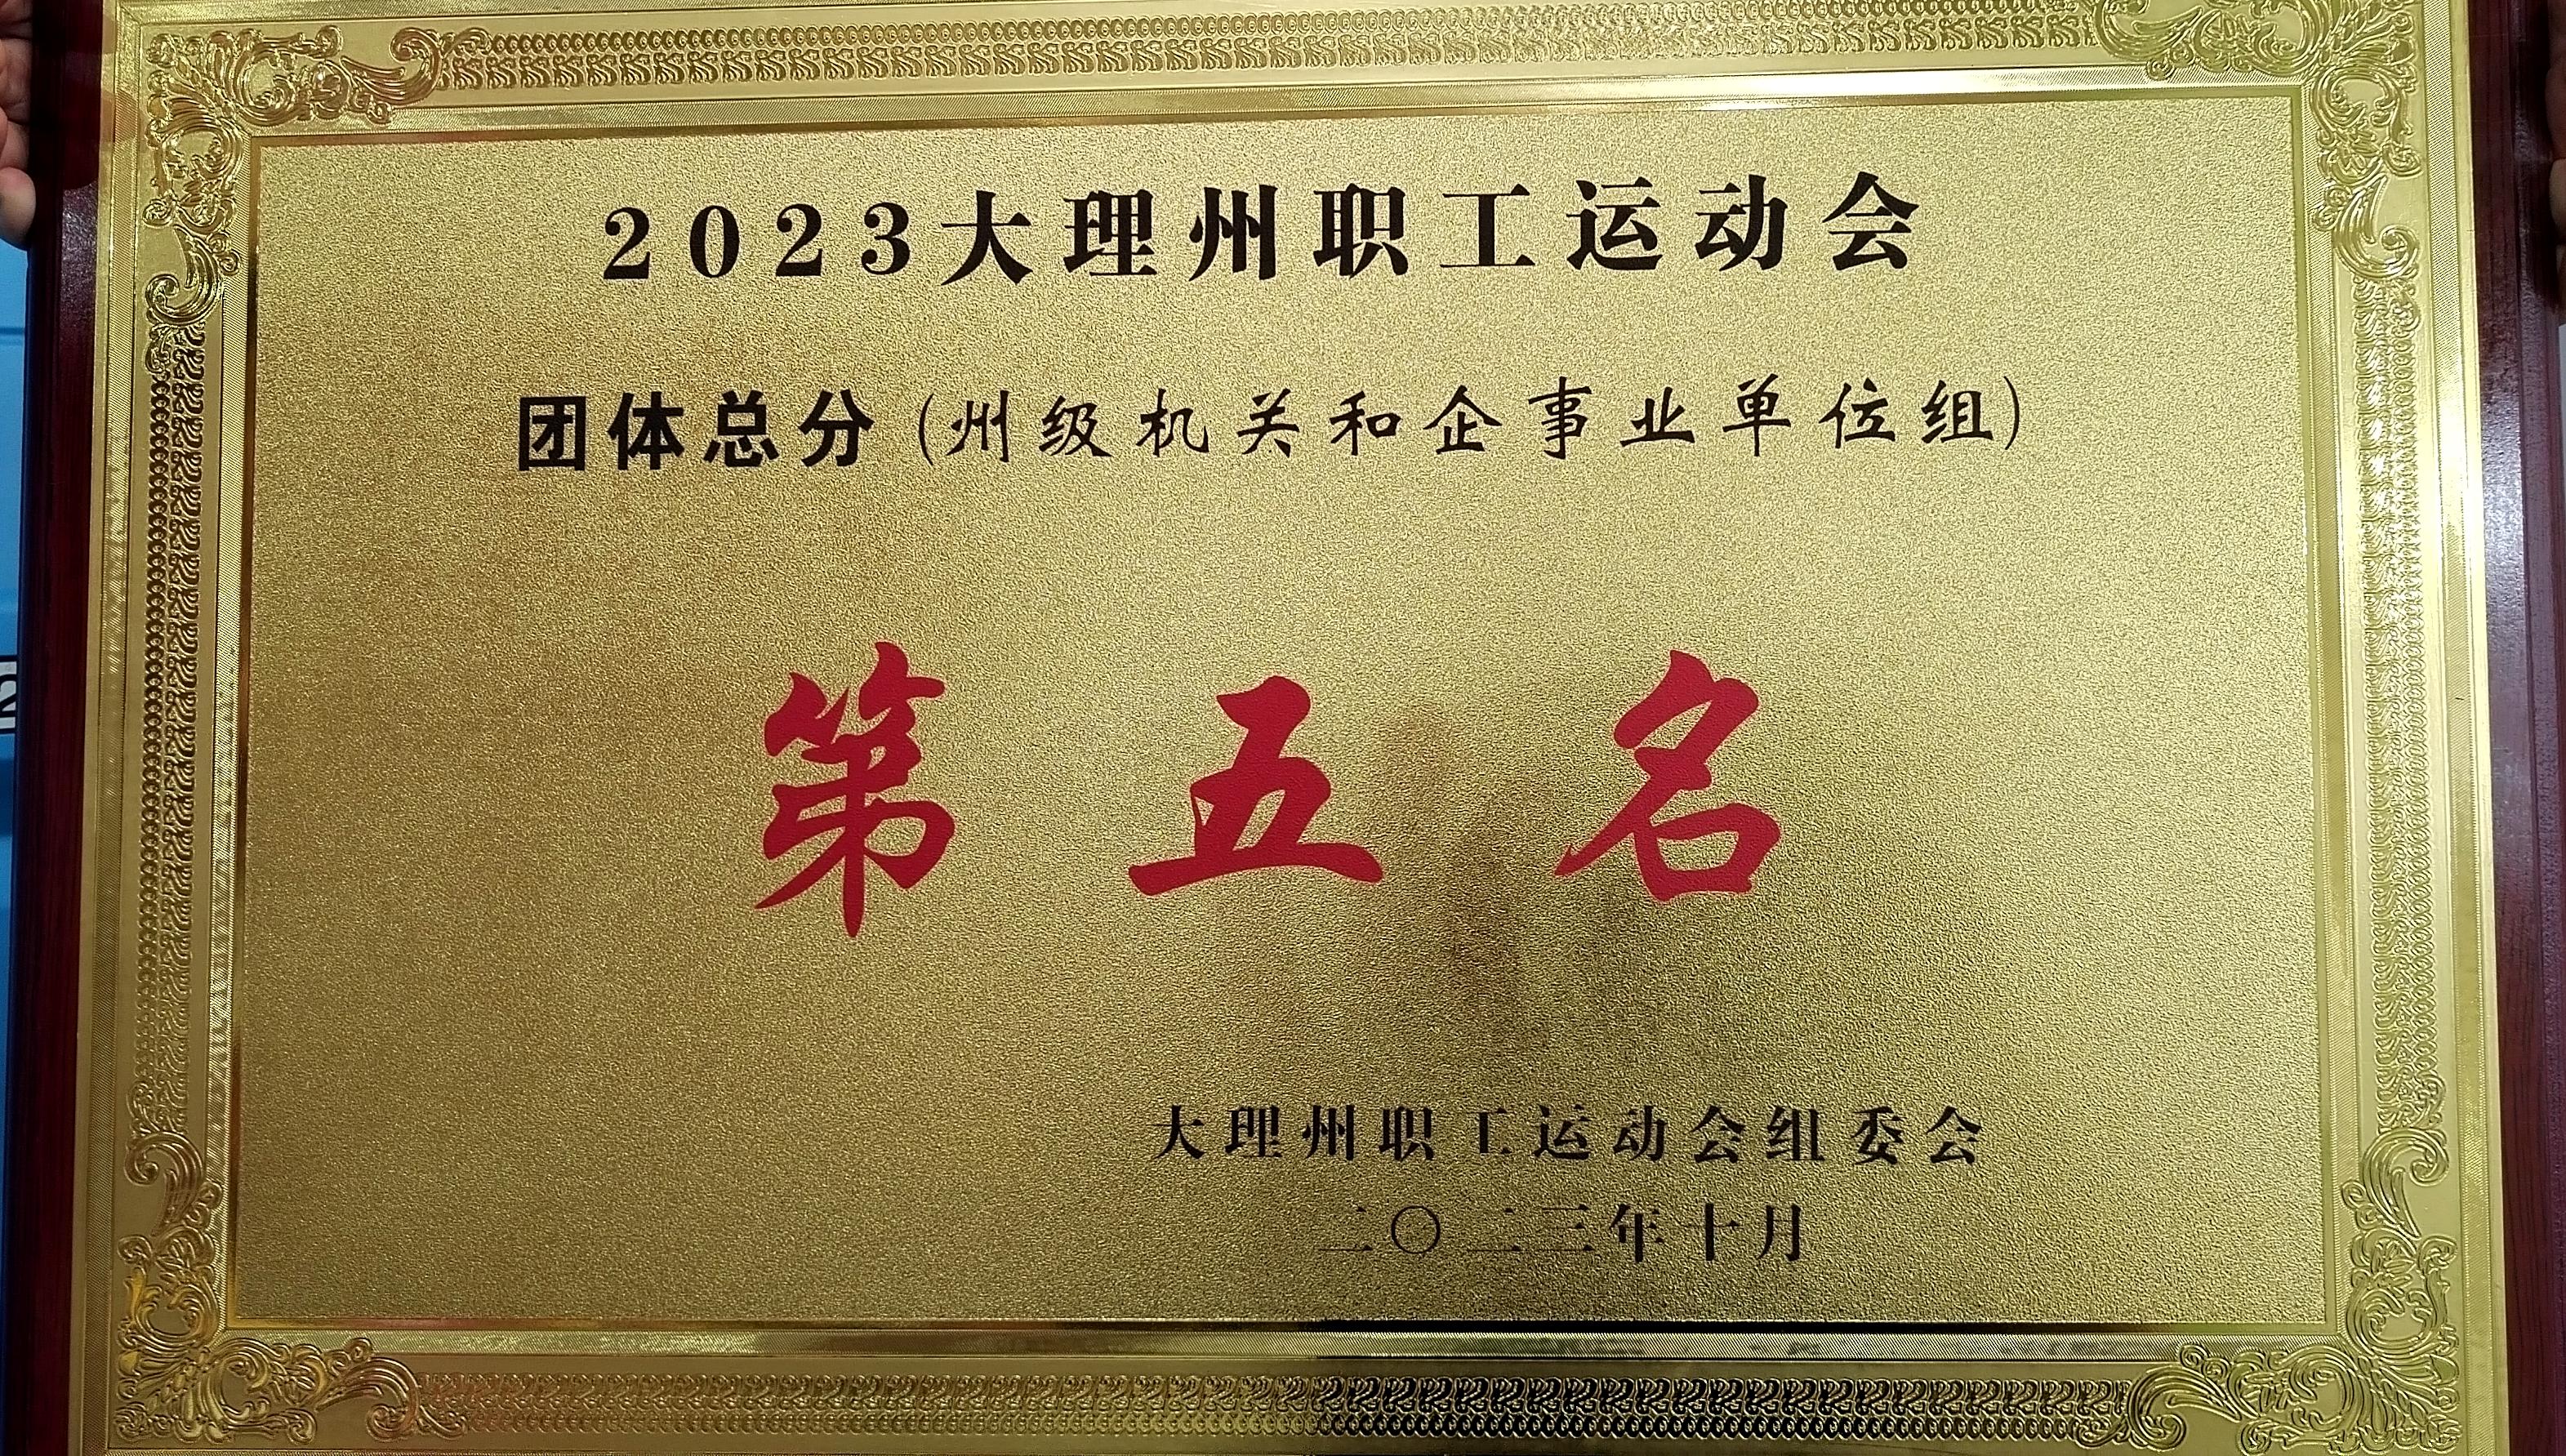 2023大理州职工运动会
团体总分(州级机关和企事业单位组)
第五名
大理州职工运动会组委会
二〇二三年十月
2